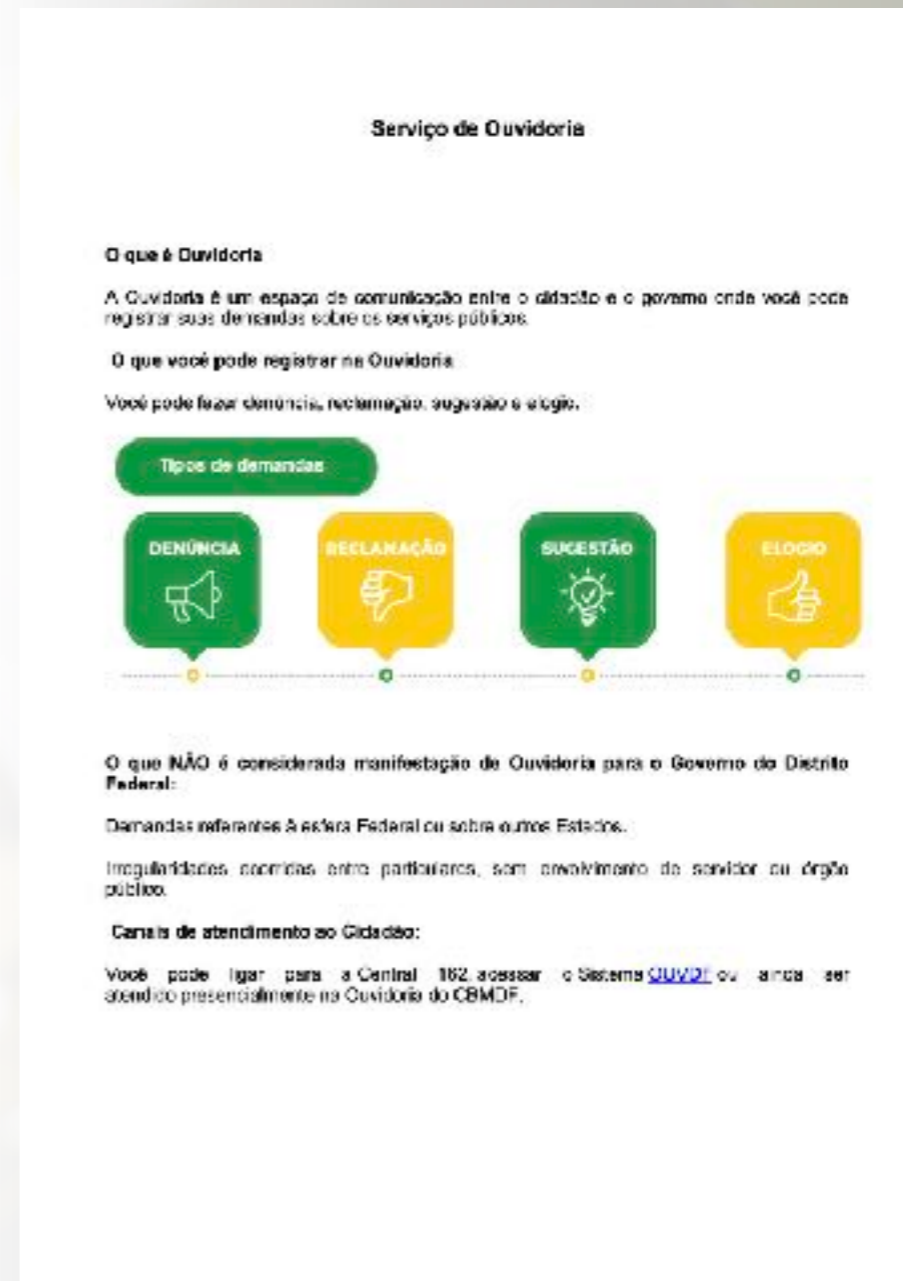 Serviço de Ouvidoria
O que é Ouvidoria
A Ouvidoria é um espaço de comunicação entre o cidadão e o governo onde você pode
registrar suas demandas sobre os serviços públicos.
O que você pode registrar na Ouvidoria
Você pode fazer denúncia, reclamação, sugestão e elogio.
Tipos de demandas
DENÚNCIA
RECLAMAÇÃO
SUGESTÃO
ELOGIO
O que NÃO é considerada manifestação de Ouvidoria para o Governo do Distrito
Federal:
Demandas referentes à esfera Federal ou sobre outros Estados.
Irregularidades ocorridas entre particulares, sem envolvimento de servidor ou órgão
público.
Canais de atendimento ao Cidadão:
Você pode ligar para a Central 162, acessar o Sistema OUVDF ou ainda ser
atendido presencialmente na Ouvidoria do CBMDF.